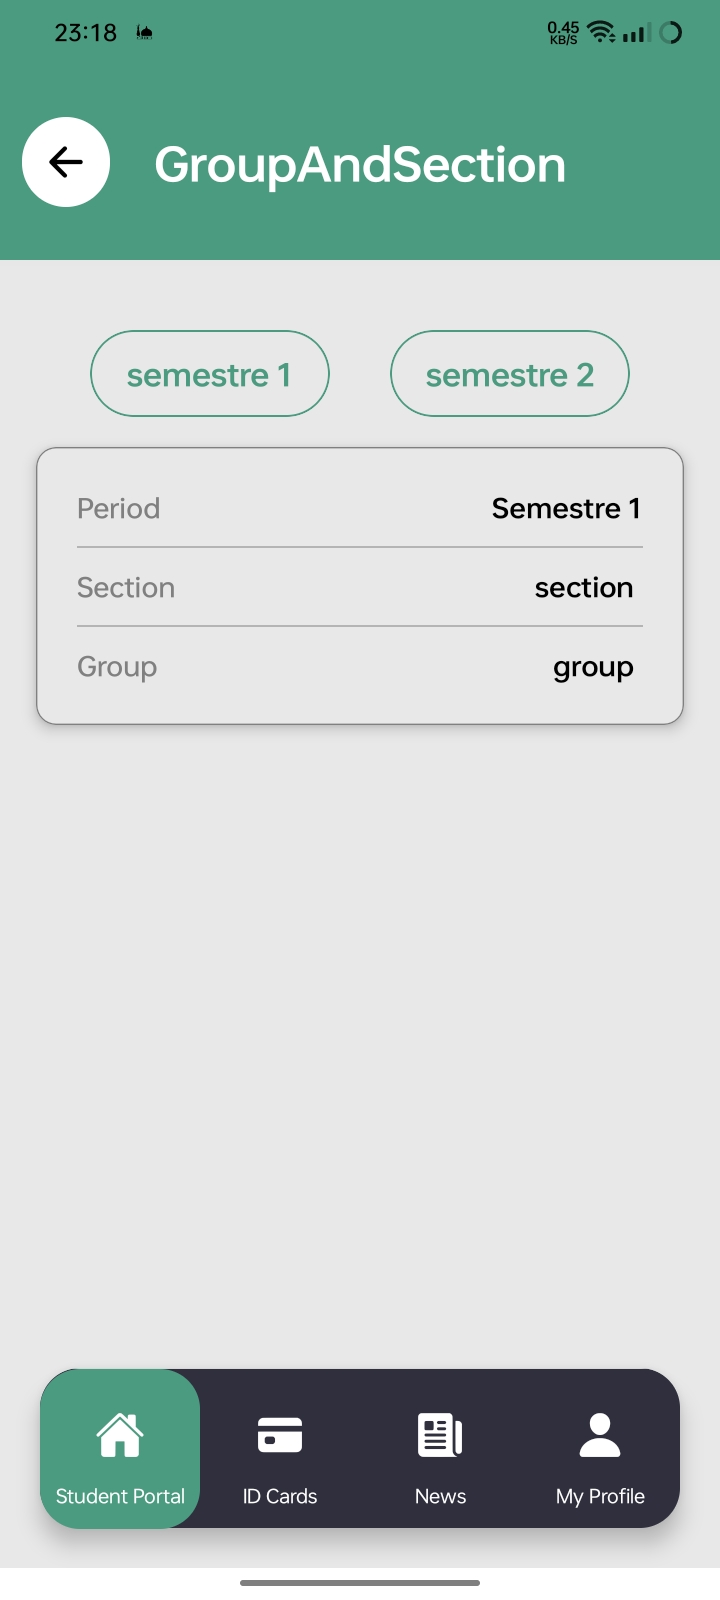 23:18
0.45
KB/S
GroupAndSection
semestre 1
semestre 2
Period
Semestre 1
Section
section
Group
group
Student Portal
ID Cards
News
My Profile